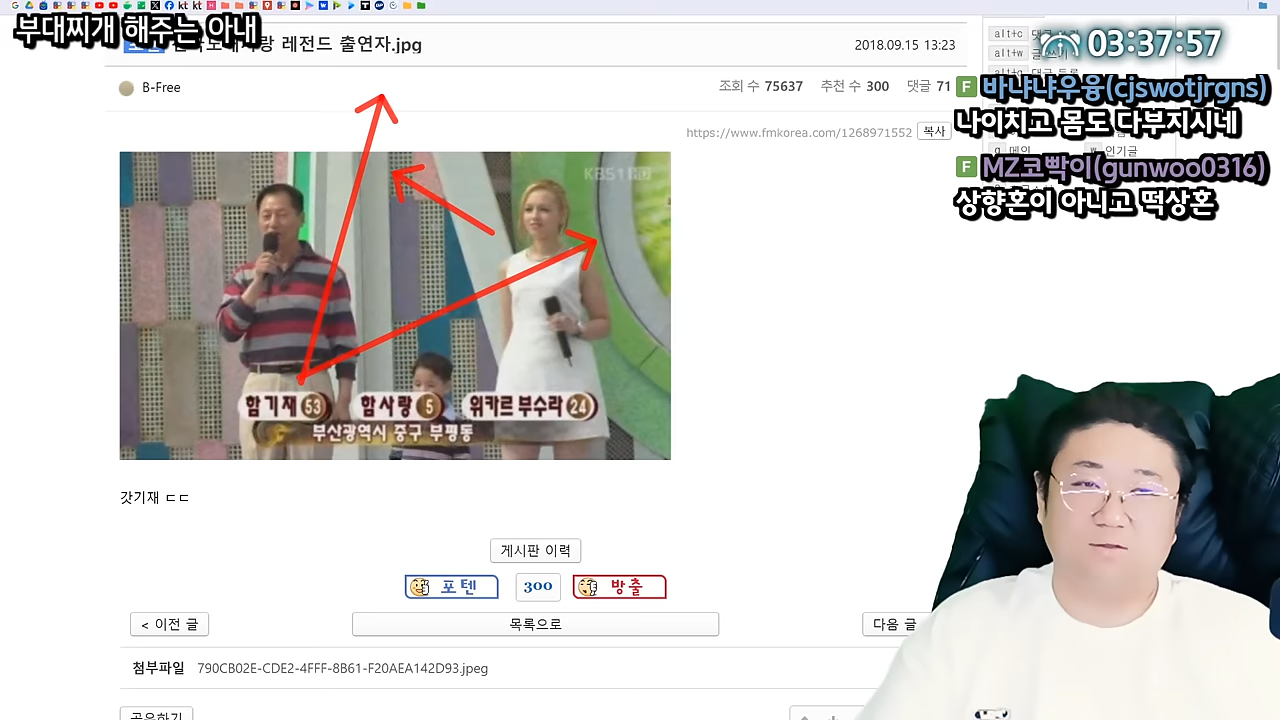 부대찌개 해주는 아내
레전드 출연자.jpg
2018.09.15 13:23
03:37:57
alt+c
alt+w
B-Free
조회 수 75637 추천 수 300 댓글 71
F 바냐냐우융(cjswotjrgns)
나이치고 몸도 다부지시네
https://www.fmkorea.com/1268971552 복사
인기글
F MZ코빡이(gunwoo0316)
상향혼이 아니고 떡상혼
KBS1 HD
함기재 53 함사랑 5 위카르 부수라 24
부산광역시 중구 부평동
갓기재 ㄷㄷ
게시판 이력
포텐 300 방출
< 이전 글 목록으로 다음 글
첨부파일 790CB02E-CDE2-4FFF-8B61-F20AEA142D93.jpeg
공유하기